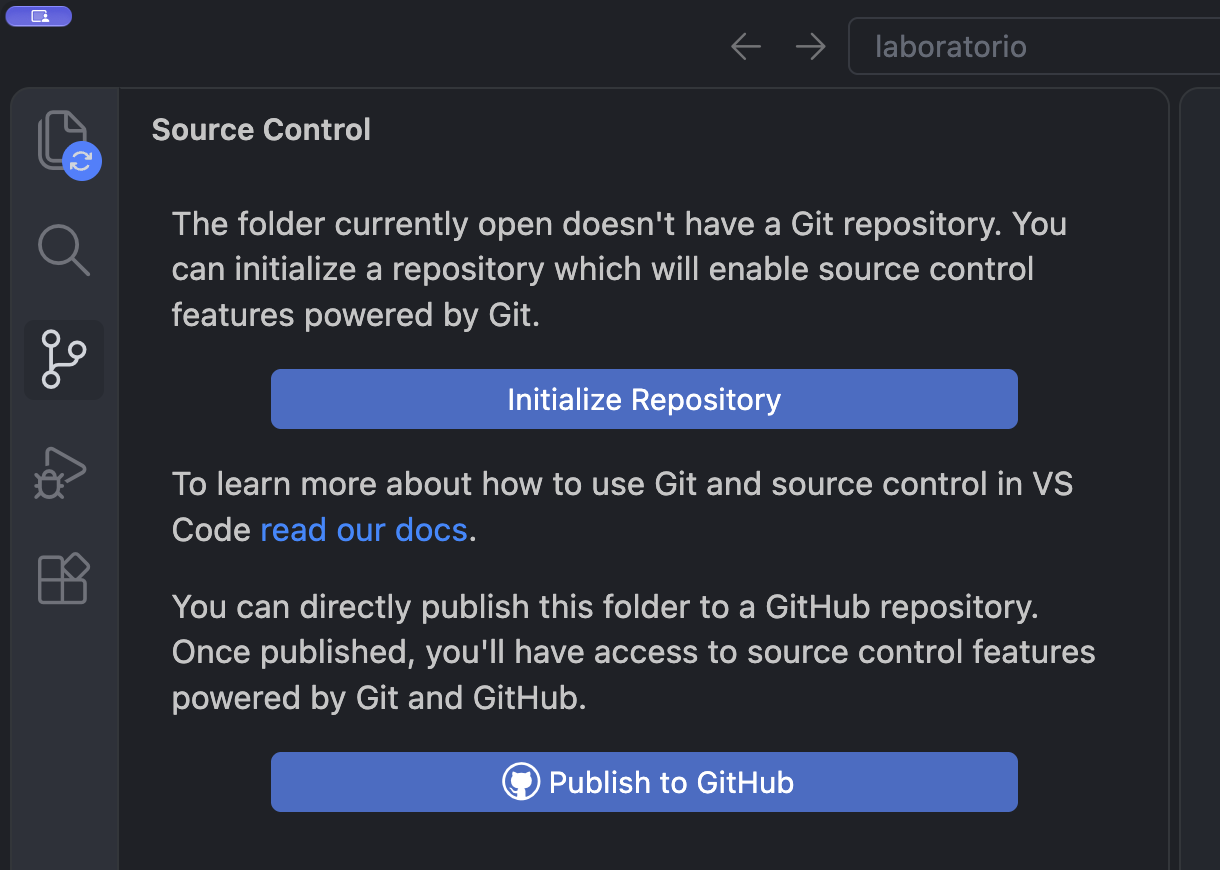 laboratorio
Source Control
The folder currently open doesn't have a Git repository. You
can initialize a repository which will enable source control
features powered by Git.
Initialize Repository
To learn more about how to use Git and source control in VS
Code read our docs.
You can directly publish this folder to a GitHub repository.
Once published, you'll have access to source control features
powered by Git and GitHub.
Publish to GitHub